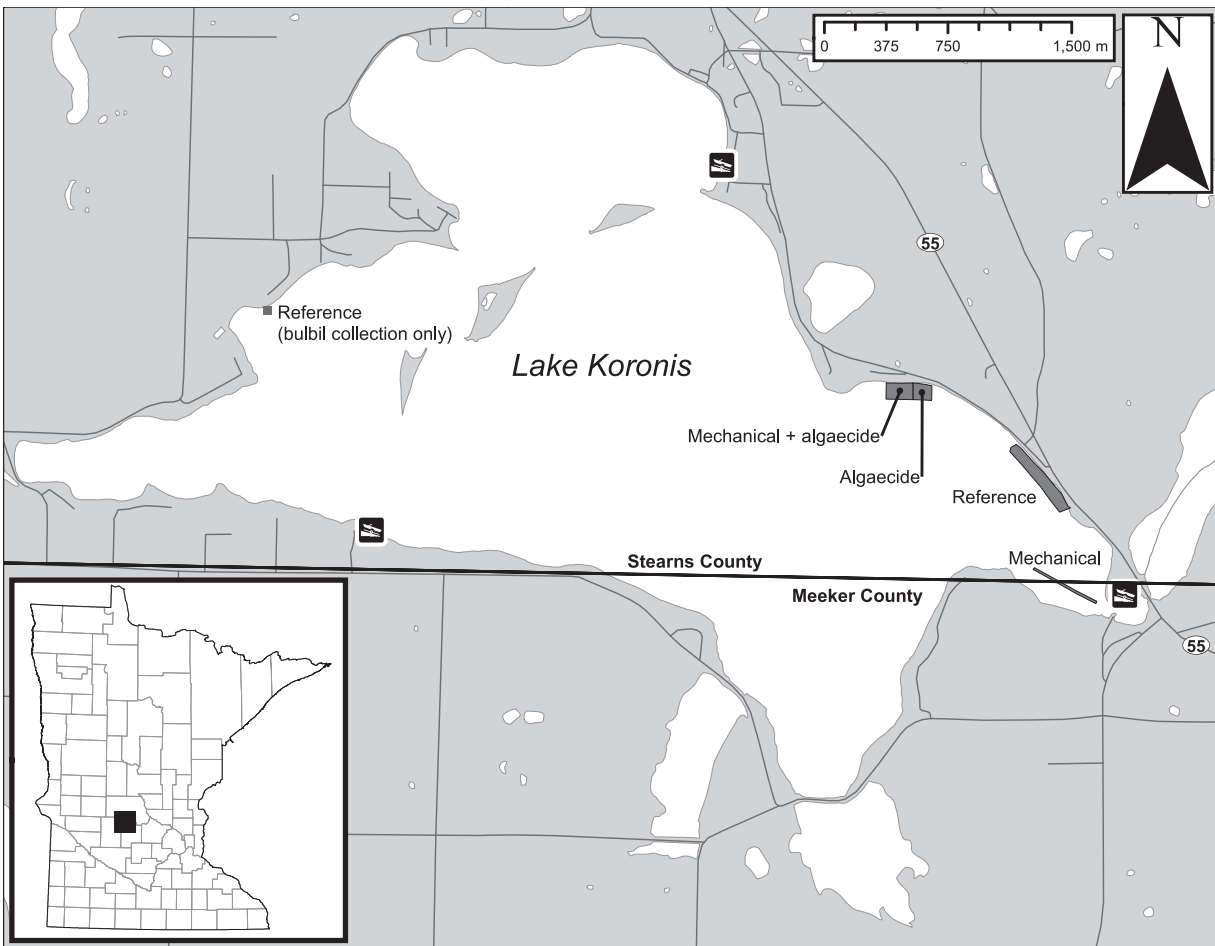 0 375 750 1,500 m
N
55
Reference
(bulbil collection only)
Lake Koronis
Mechanical + algaecide
Algaecide
Reference
Mechanical
Stearns County
Meeker County
55